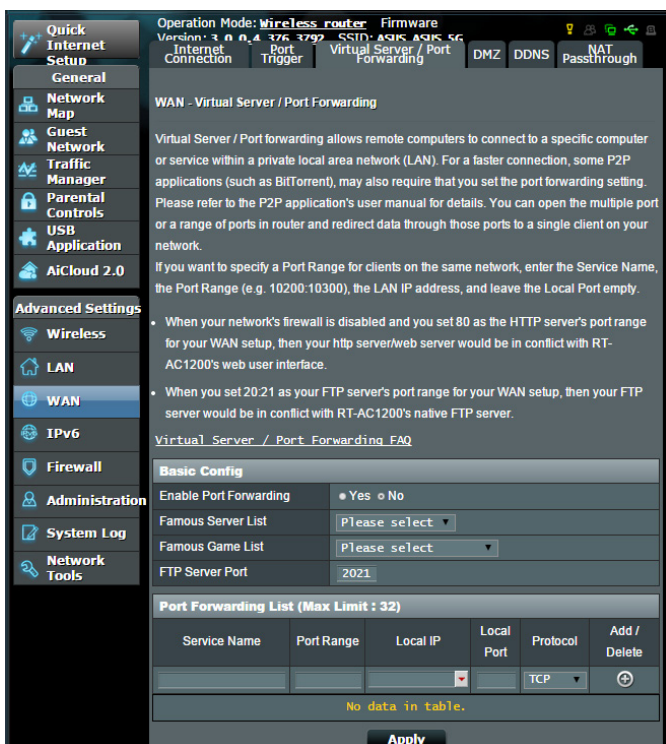 Quick
Internet
Setup
General
Network
Map
Guest
Network
Traffic
Manager
Parental
Controls
USB
Application
AiCloud 2.0
Advanced Settings
Wireless
LAN
WAN
IPv6
Firewall
Administration
System Log
Network
Tools
Operation Mode: Wireless router Firmware
Version: 3.0.0.4.376_3792 SSID: ASUS ASUS_5G
Internet
Connection
Port
Trigger
Virtual Server / Port
Forwarding
DMZ
DDNS
NAT
Passthrough
WAN - Virtual Server / Port Forwarding
Virtual Server / Port forwarding allows remote computers to connect to a specific computer
or service within a private local area network (LAN). For a faster connection, some P2P
applications (such as BitTorrent), may also require that you set the port forwarding setting.
Please refer to the P2P application's user manual for details. You can open the multiple port
or a range of ports in router and redirect data through those ports to a single client on your
network.
If you want to specify a Port Range for clients on the same network, enter the Service Name,
the Port Range (e.g. 10200:10300), the LAN IP address, and leave the Local Port empty.
• When your network's firewall is disabled and you set 80 as the HTTP server's port range
for your WAN setup, then your http server/web server would be in conflict with RT-
AC1200's web user interface.
• When you set 20:21 as your FTP server's port range for your WAN setup, then your FTP
server would be in conflict with RT-AC1200's native FTP server.
Virtual Server / Port Forwarding FAQ
Basic Config
Enable Port Forwarding Yes No
Famous Server List Please select
Famous Game List Please select
FTP Server Port 2021
Port Forwarding List (Max Limit : 32)
Service Name Port Range Local IP Local Port Protocol Add / Delete
TCP
No data in table.
Apply